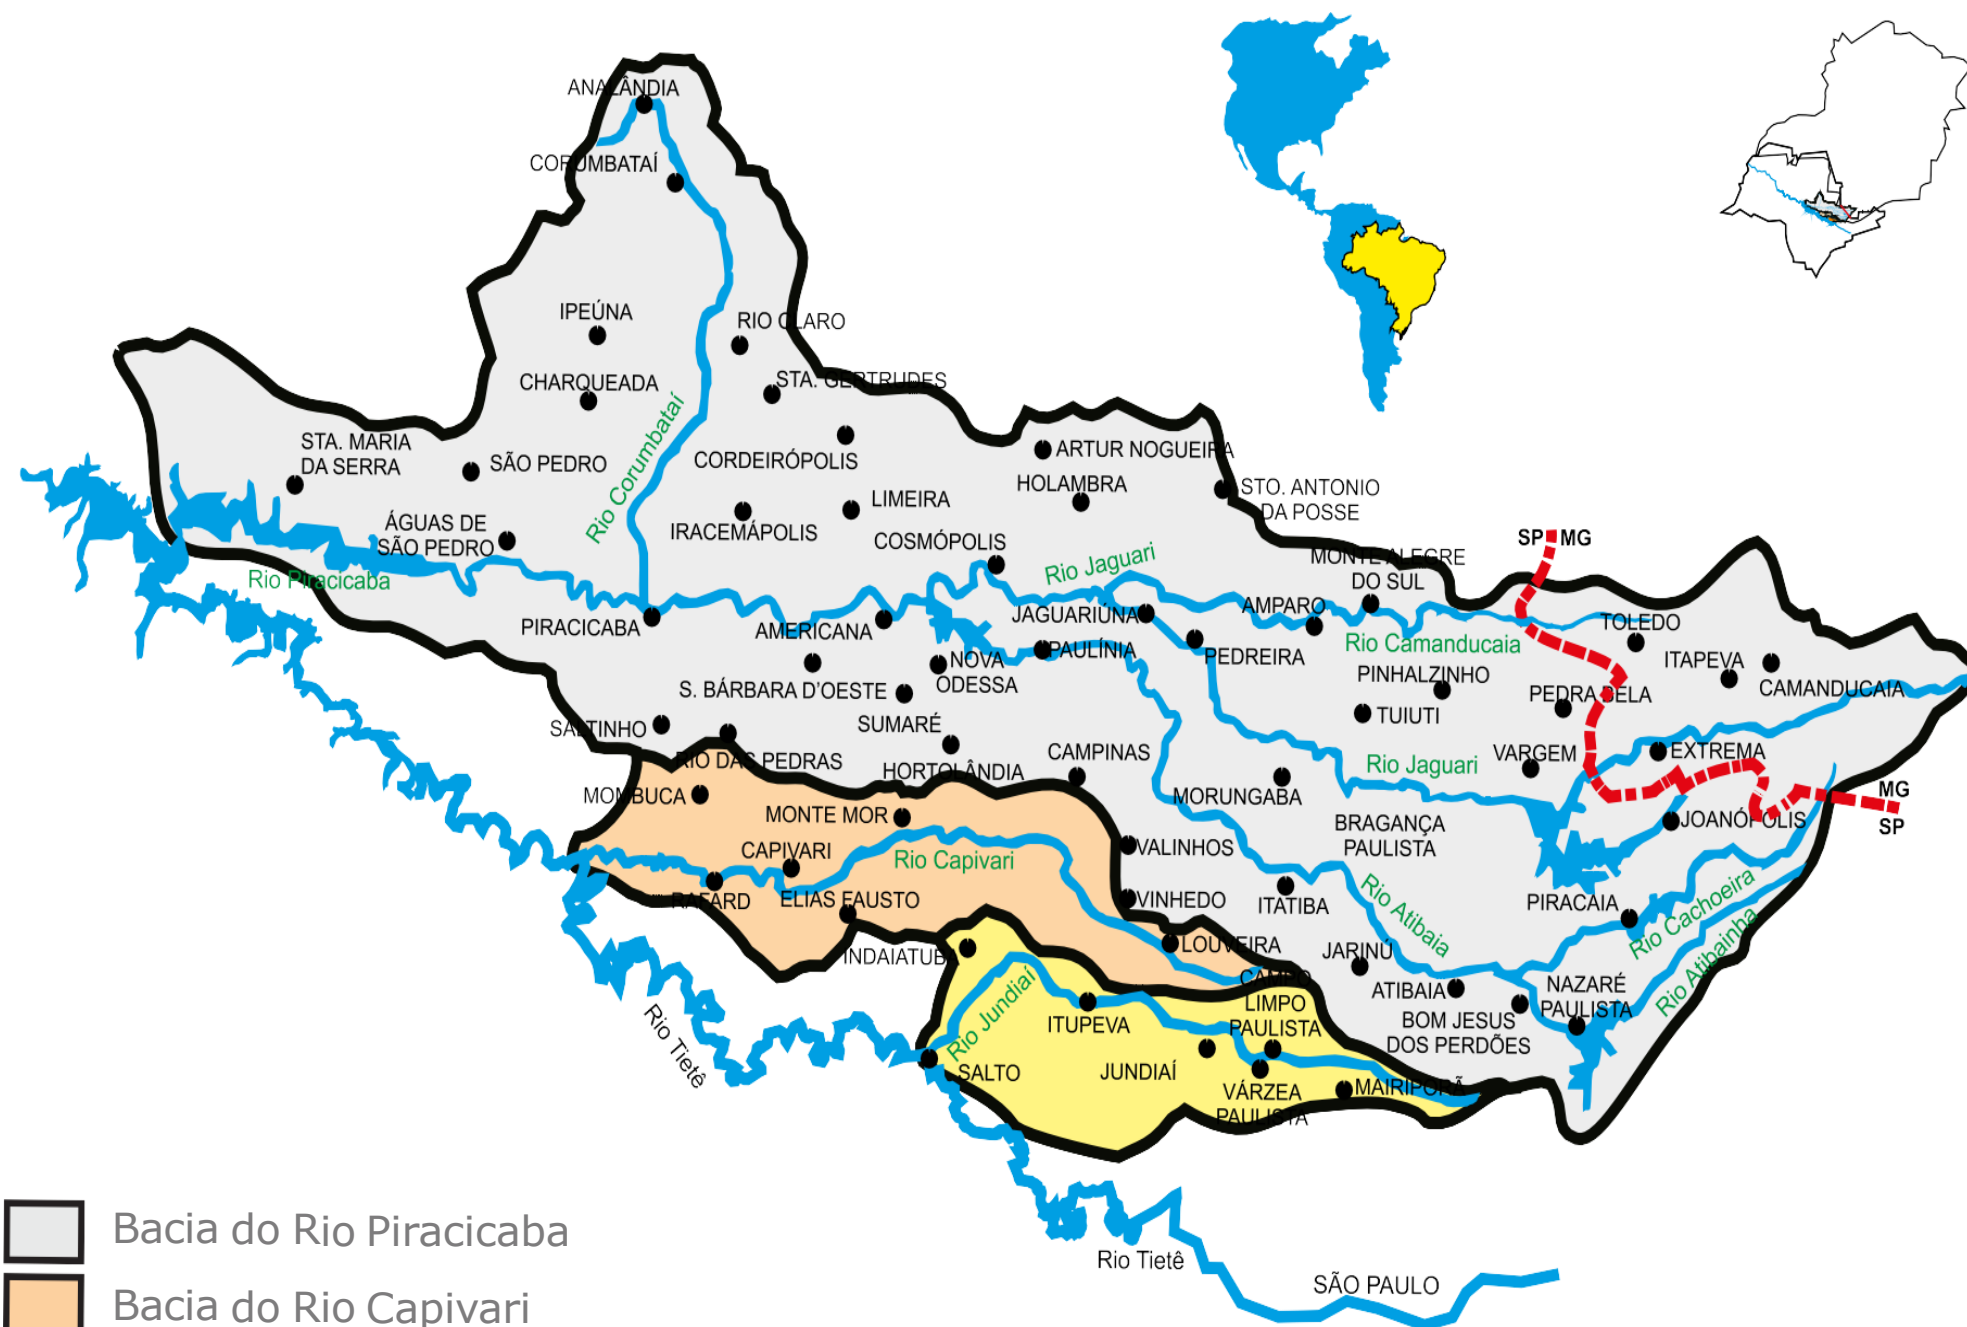 ANALÂNDIA
CORUMBATAÍ
IPEÚNA
RIO CLARO
CHARQUEADA
STA. GERTRUDES
STA. MARIA
DA SERRA
SÃO PEDRO
Rio Corumbataí
CORDEIRÓPOLIS
ARTUR NOGUEIRA
HOLAMBRA
STO. ANTONIO
DA POSSE
LIMEIRA
IRACEMÁPOLIS
ÁGUAS DE
SÃO PEDRO
COSMÓPOLIS
SP
MG
Rio Piracicaba
Rio Jaguari
MONTE ALEGRE
DO SUL
PIRACICABA
AMERICANA
JAGUARIÚNA
AMPARO
TOLEDO
Rio Camanducaia
PAULÍNIA
PEDREIRA
NOVA
ODESSA
ITAPEVA
CAMANDUCAIA
PINHALZINHO
S. BÁRBARA D'OESTE
PEDRA BELA
TUIUTI
SALTINHO
SUMARÉ
RIO DAS PEDRAS
HORTOLÂNDIA
CAMPINAS
Rio Jaguari
VARGEM
EXTREMA
MOMBUCA
MONTE MOR
MORUNGABA
MG
SP
BRAGANÇA
PAULISTA
JOANÓPOLIS
CAPIVARI
Rio Capivari
VALINHOS
RAFARD
ELIAS FAUSTO
VINHEDO
ITATIBA
Rio Atibaia
PIRACAIA
Rio Cachoeira
INDAIATUBA
LOUVEIRA
JARINÚ
Rio Atibainha
CAMPO
LIMPO
PAULISTA
ATIBAIA
NAZARÉ
PAULISTA
BOM JESUS
DOS PERDÕES
Rio Jundiaí
ITUPEVA
Rio Tietê
SALTO
JUNDIAÍ
VÁRZEA
PAULISTA
MAIRIPORÃ
Rio Tietê
SÃO PAULO
Bacia do Rio Piracicaba
Bacia do Rio Capivari